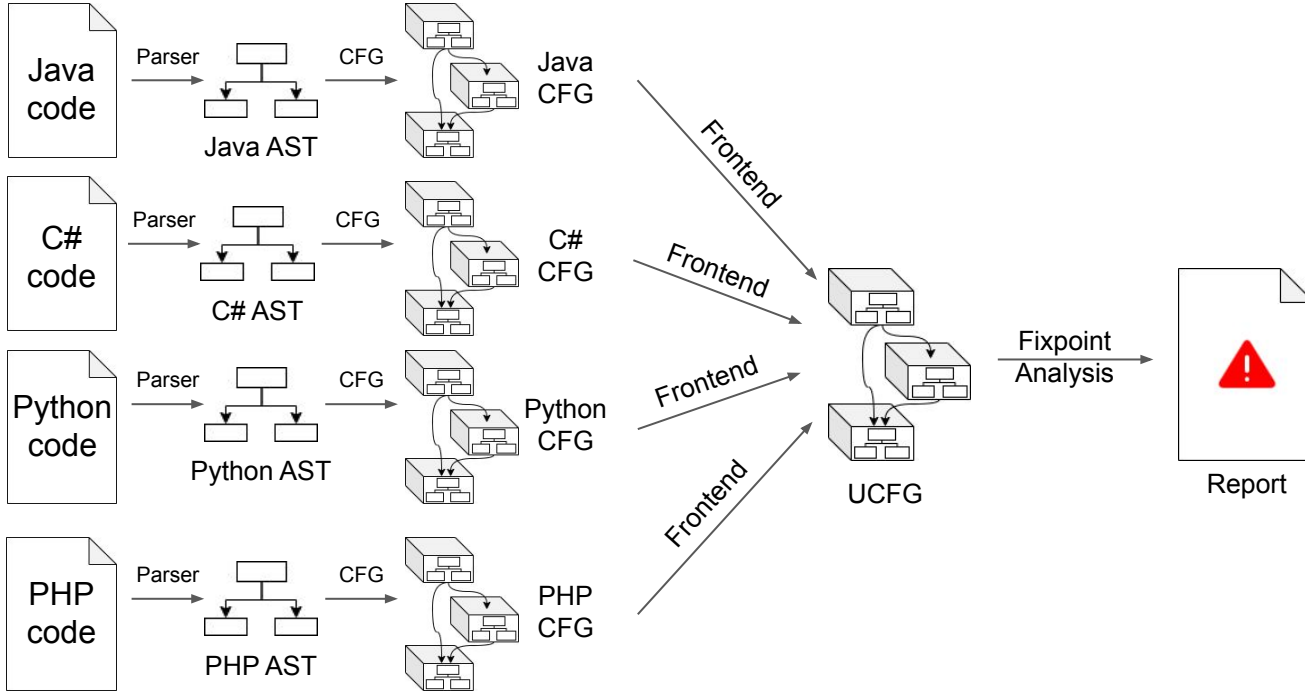 Java
code
Parser
Java AST
CFG
Java
CFG
Frontend
C#
code
Parser
C# AST
CFG
C#
CFG
Frontend
Python
code
Parser
Python AST
CFG
Python
CFG
Frontend
PHP
code
Parser
PHP AST
CFG
PHP
CFG
Frontend
UCFG
Fixpoint
Analysis
Report